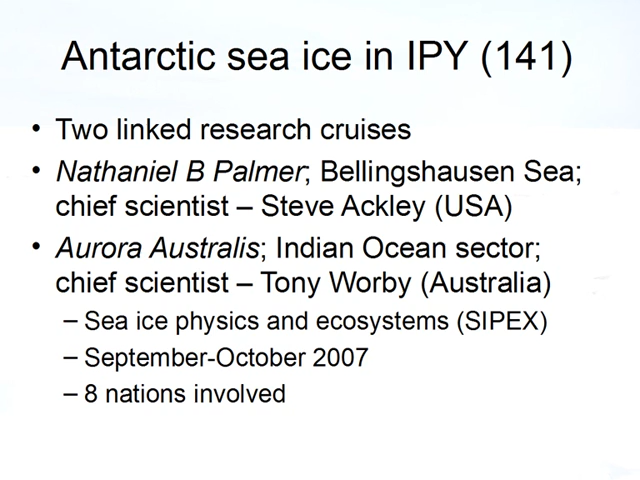 Antarctic sea ice in IPY (141)
• Two linked research cruises
• Nathaniel B Palmer; Bellingshausen Sea;
chief scientist – Steve Ackley (USA)
• Aurora Australis; Indian Ocean sector;
chief scientist – Tony Worby (Australia)
– Sea ice physics and ecosystems (SIPEX)
– September-October 2007
– 8 nations involved